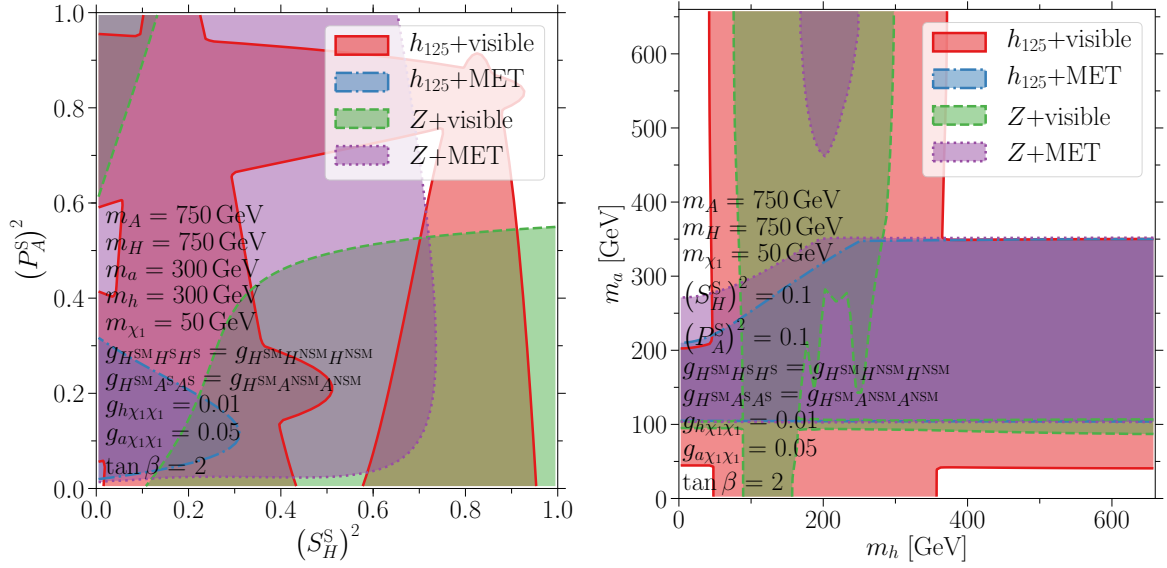 1.0
0.8
0.6
0.4
0.2
0.0
(P_A^S)^2
0.0 0.2 0.4 0.6 0.8 1.0
(S_H^S)^2
h_125+visible
h_125+MET
Z+visible
Z+MET
m_A = 750 GeV
m_H = 750 GeV
m_a = 300 GeV
m_h = 300 GeV
m_χ1 = 50 GeV
g_{H^SM H^S H^S} = g_{H^SM H^NSM H^NSM}
g_{H^SM A^S A^S} = g_{H^SM A^NSM A^NSM}
g_{hχ1χ1} = 0.01
g_{aχ1χ1} = 0.05
tan β = 2
600
500
400
300
200
100
0
m_a [GeV]
0 200 400 600
m_h [GeV]
h_125+visible
h_125+MET
Z+visible
Z+MET
m_A = 750 GeV
m_H = 750 GeV
m_χ1 = 50 GeV
(S_H^S)^2 = 0.1
(P_A^S)^2 = 0.1
g_{H^SM H^S H^S} = g_{H^SM H^NSM H^NSM}
g_{H^SM A^S A^S} = g_{H^SM A^NSM A^NSM}
g_{hχ1χ1} = 0.01
g_{aχ1χ1} = 0.05
tan β = 2